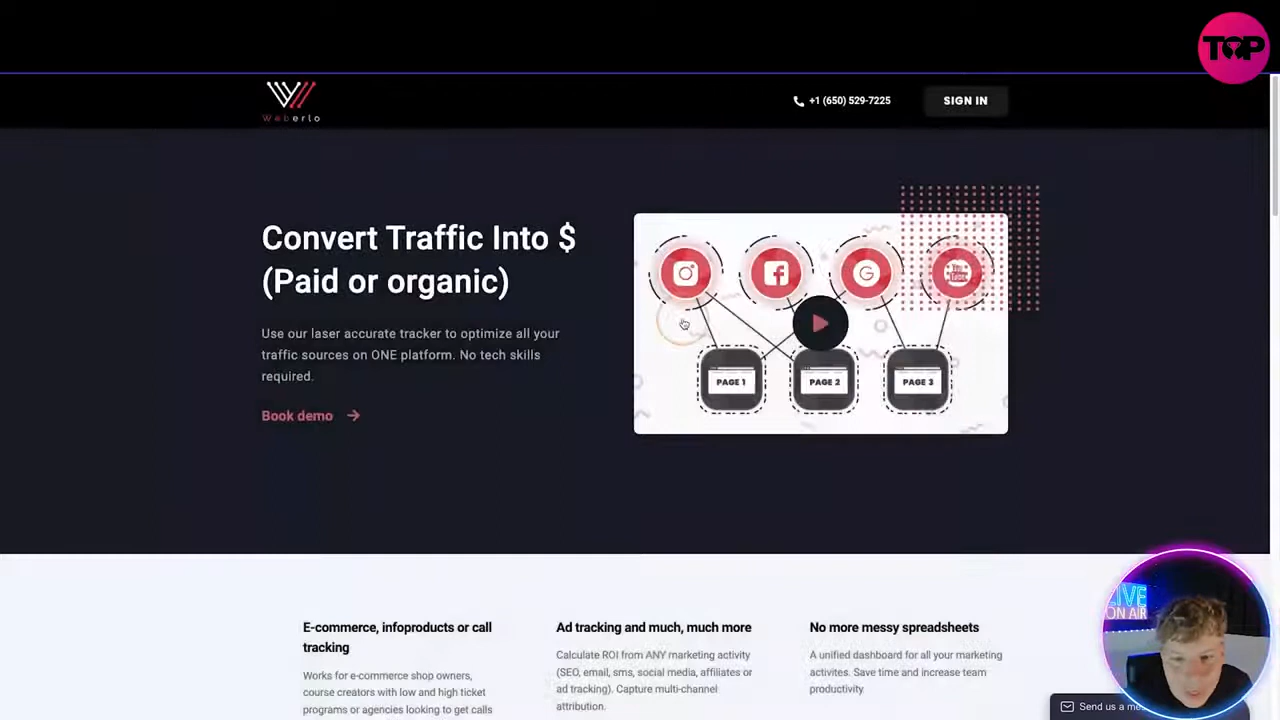 TOP
Weberlo
+1 (650) 529-7225
SIGN IN
Convert Traffic Into $
(Paid or organic)
Use our laser accurate tracker to optimize all your
traffic sources on ONE platform. No tech skills
required.
Book demo
You
Tube
PAGE 1
PAGE 2
PAGE 3
E-commerce, infoproducts or call
tracking
Works for e-commerce shop owners,
course creators with low and high ticket
programs or agencies looking to get calls
Ad tracking and much, much more
Calculate ROI from ANY marketing activity
(SEO, email, sms, social media, affiliates or
ad tracking). Capture multi-channel
attribution.
No more messy spreadsheets
A unified dashboard for all your marketing
activites. Save time and increase team
productivity
LIVE
ON AIR
Send us a me